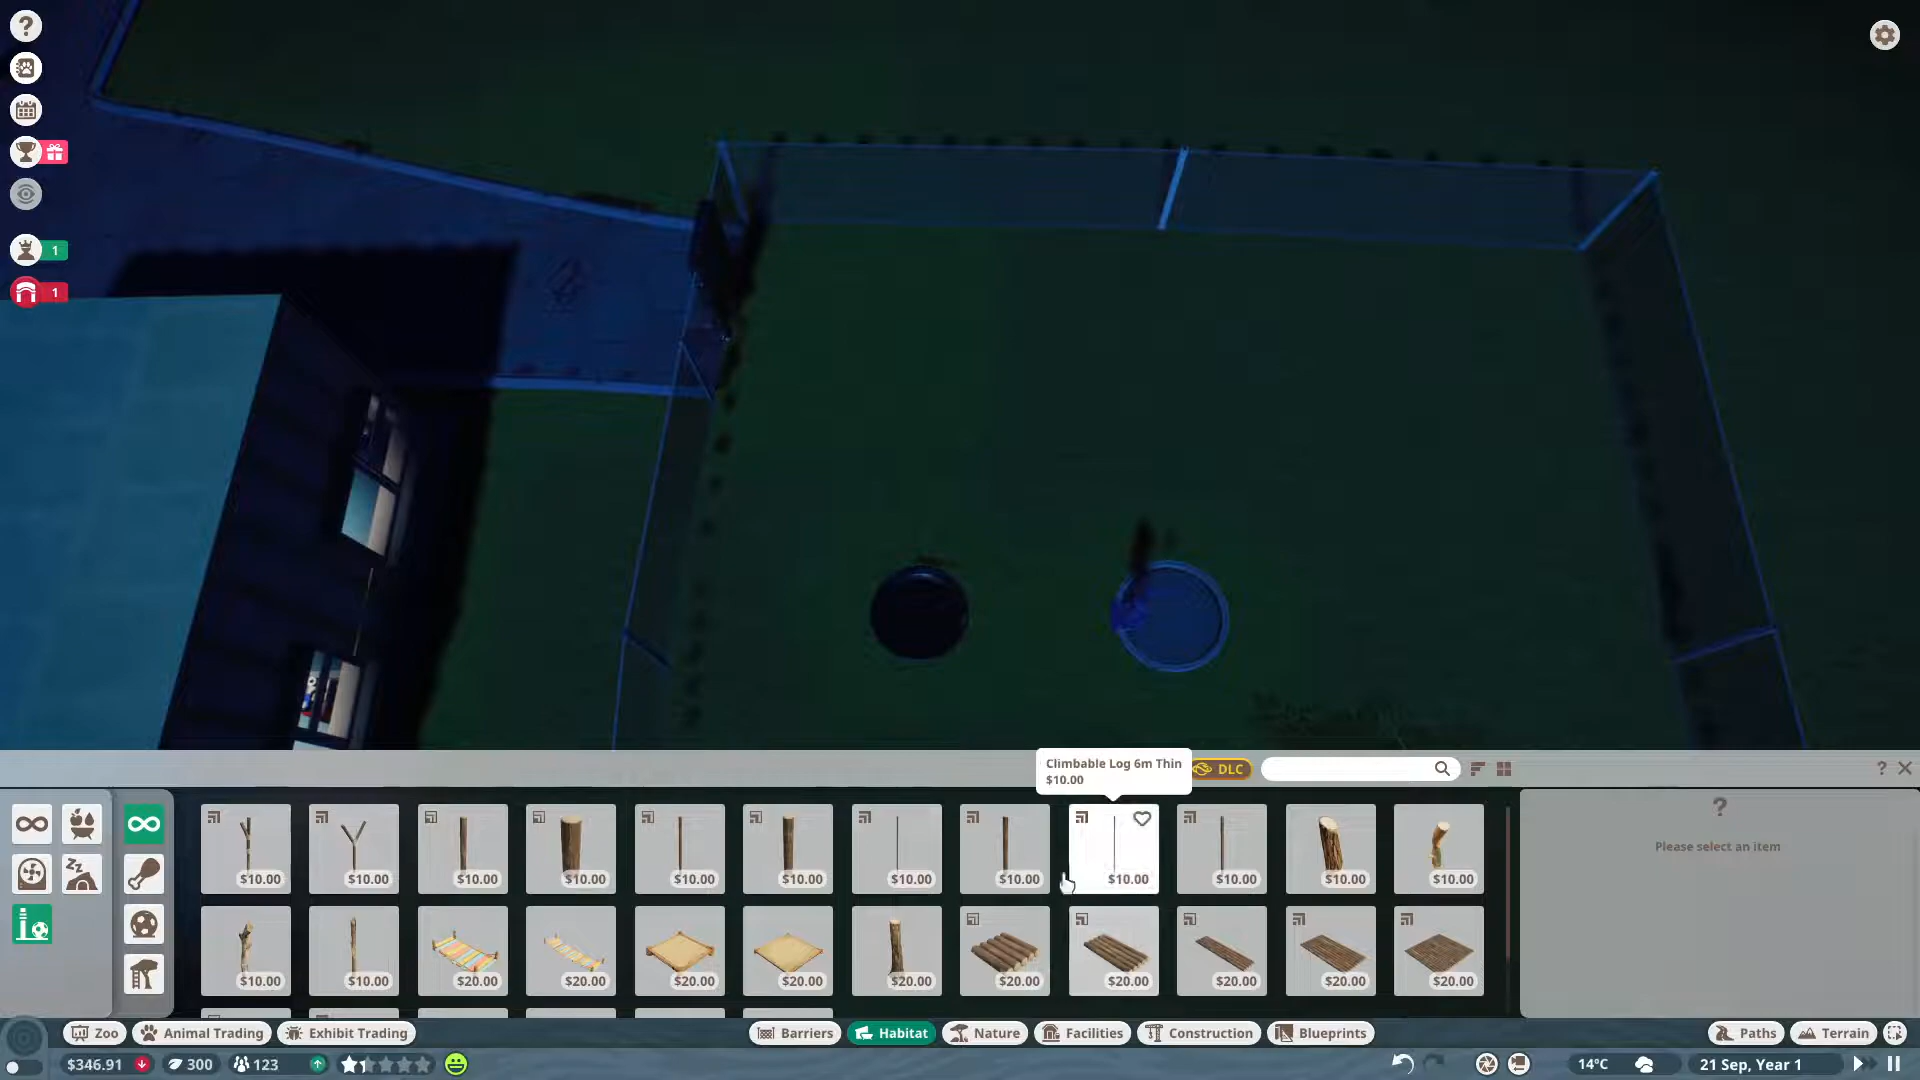 ?
1
1
Climbable Log 6m Thin
$10.00
DLC
?
$10.00 $10.00 $10.00 $10.00 $10.00 $10.00 $10.00 $10.00 $10.00 $10.00 $10.00 $10.00
$10.00 $10.00 $20.00 $20.00 $20.00 $20.00 $20.00 $20.00 $20.00 $20.00 $20.00 $20.00
?
Please select an item
Zoo Animal Trading Exhibit Trading Barriers Habitat Nature Facilities Construction Blueprints Paths Terrain
$346.91 300 123 14°C 21 Sep, Year 1